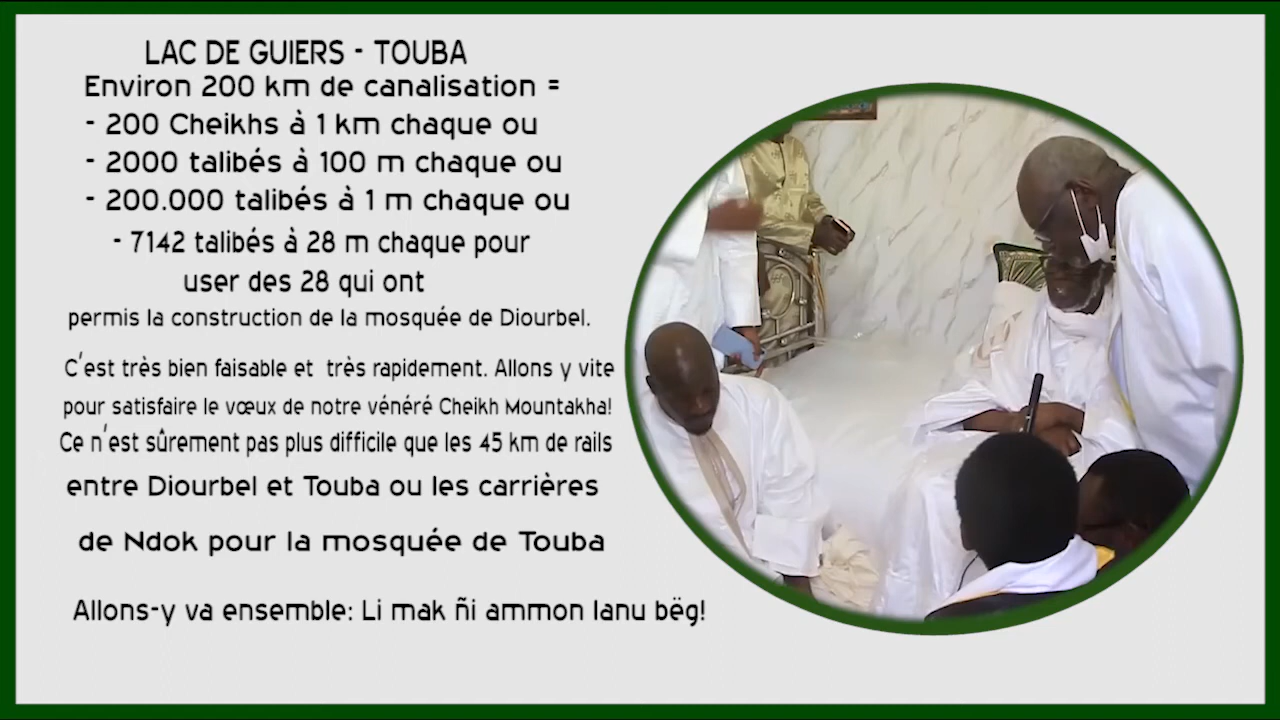 LAC DE GUIERS - TOUBA
Environ 200 km de canalisation =
- 200 Cheikhs à 1 km chaque ou
- 2000 talibés à 100 m chaque ou
- 200.000 talibés à 1 m chaque ou
- 7142 talibés à 28 m chaque pour
user des 28 qui ont
permis la construction de la mosquée de Diourbel.
C'est très bien faisable et très rapidement. Allons y vite
pour satisfaire le vœux de notre vénéré Cheikh Mountakha!
Ce n'est sûrement pas plus difficile que les 45 km de rails
entre Diourbel et Touba ou les carrières
de Ndok pour la mosquée de Touba
Allons-y va ensemble: Li mak ñi ammon lanu bëg!